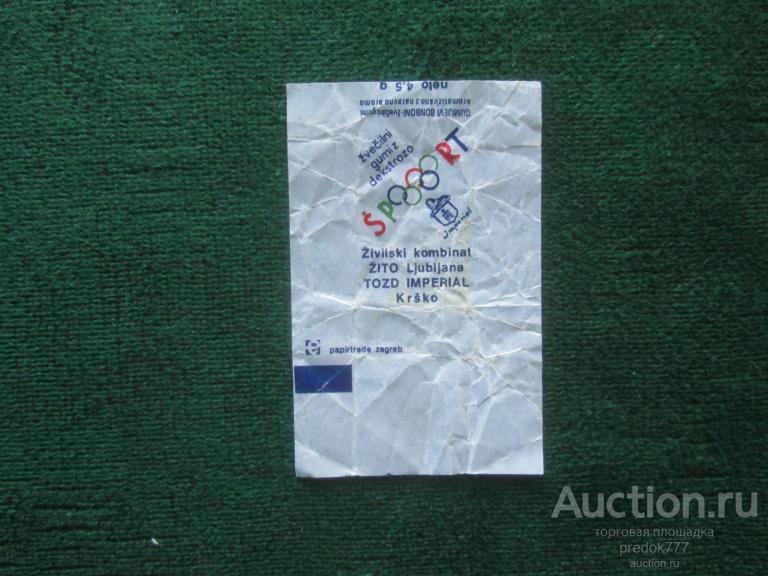 neto 4,5 g
GUMIJEVI BONBONI-žvečilni gumi
aromatizirano z naravno aromo
žvečilni
gumi z
dekstrozo
ŠPORT
Imperial
Živilski kombinat
ŽITO Ljubljana
TOZD IMPERIAL
Krško
papirtrade zagreb
Auction.ru
торговая площадка
predok777
auction.ru